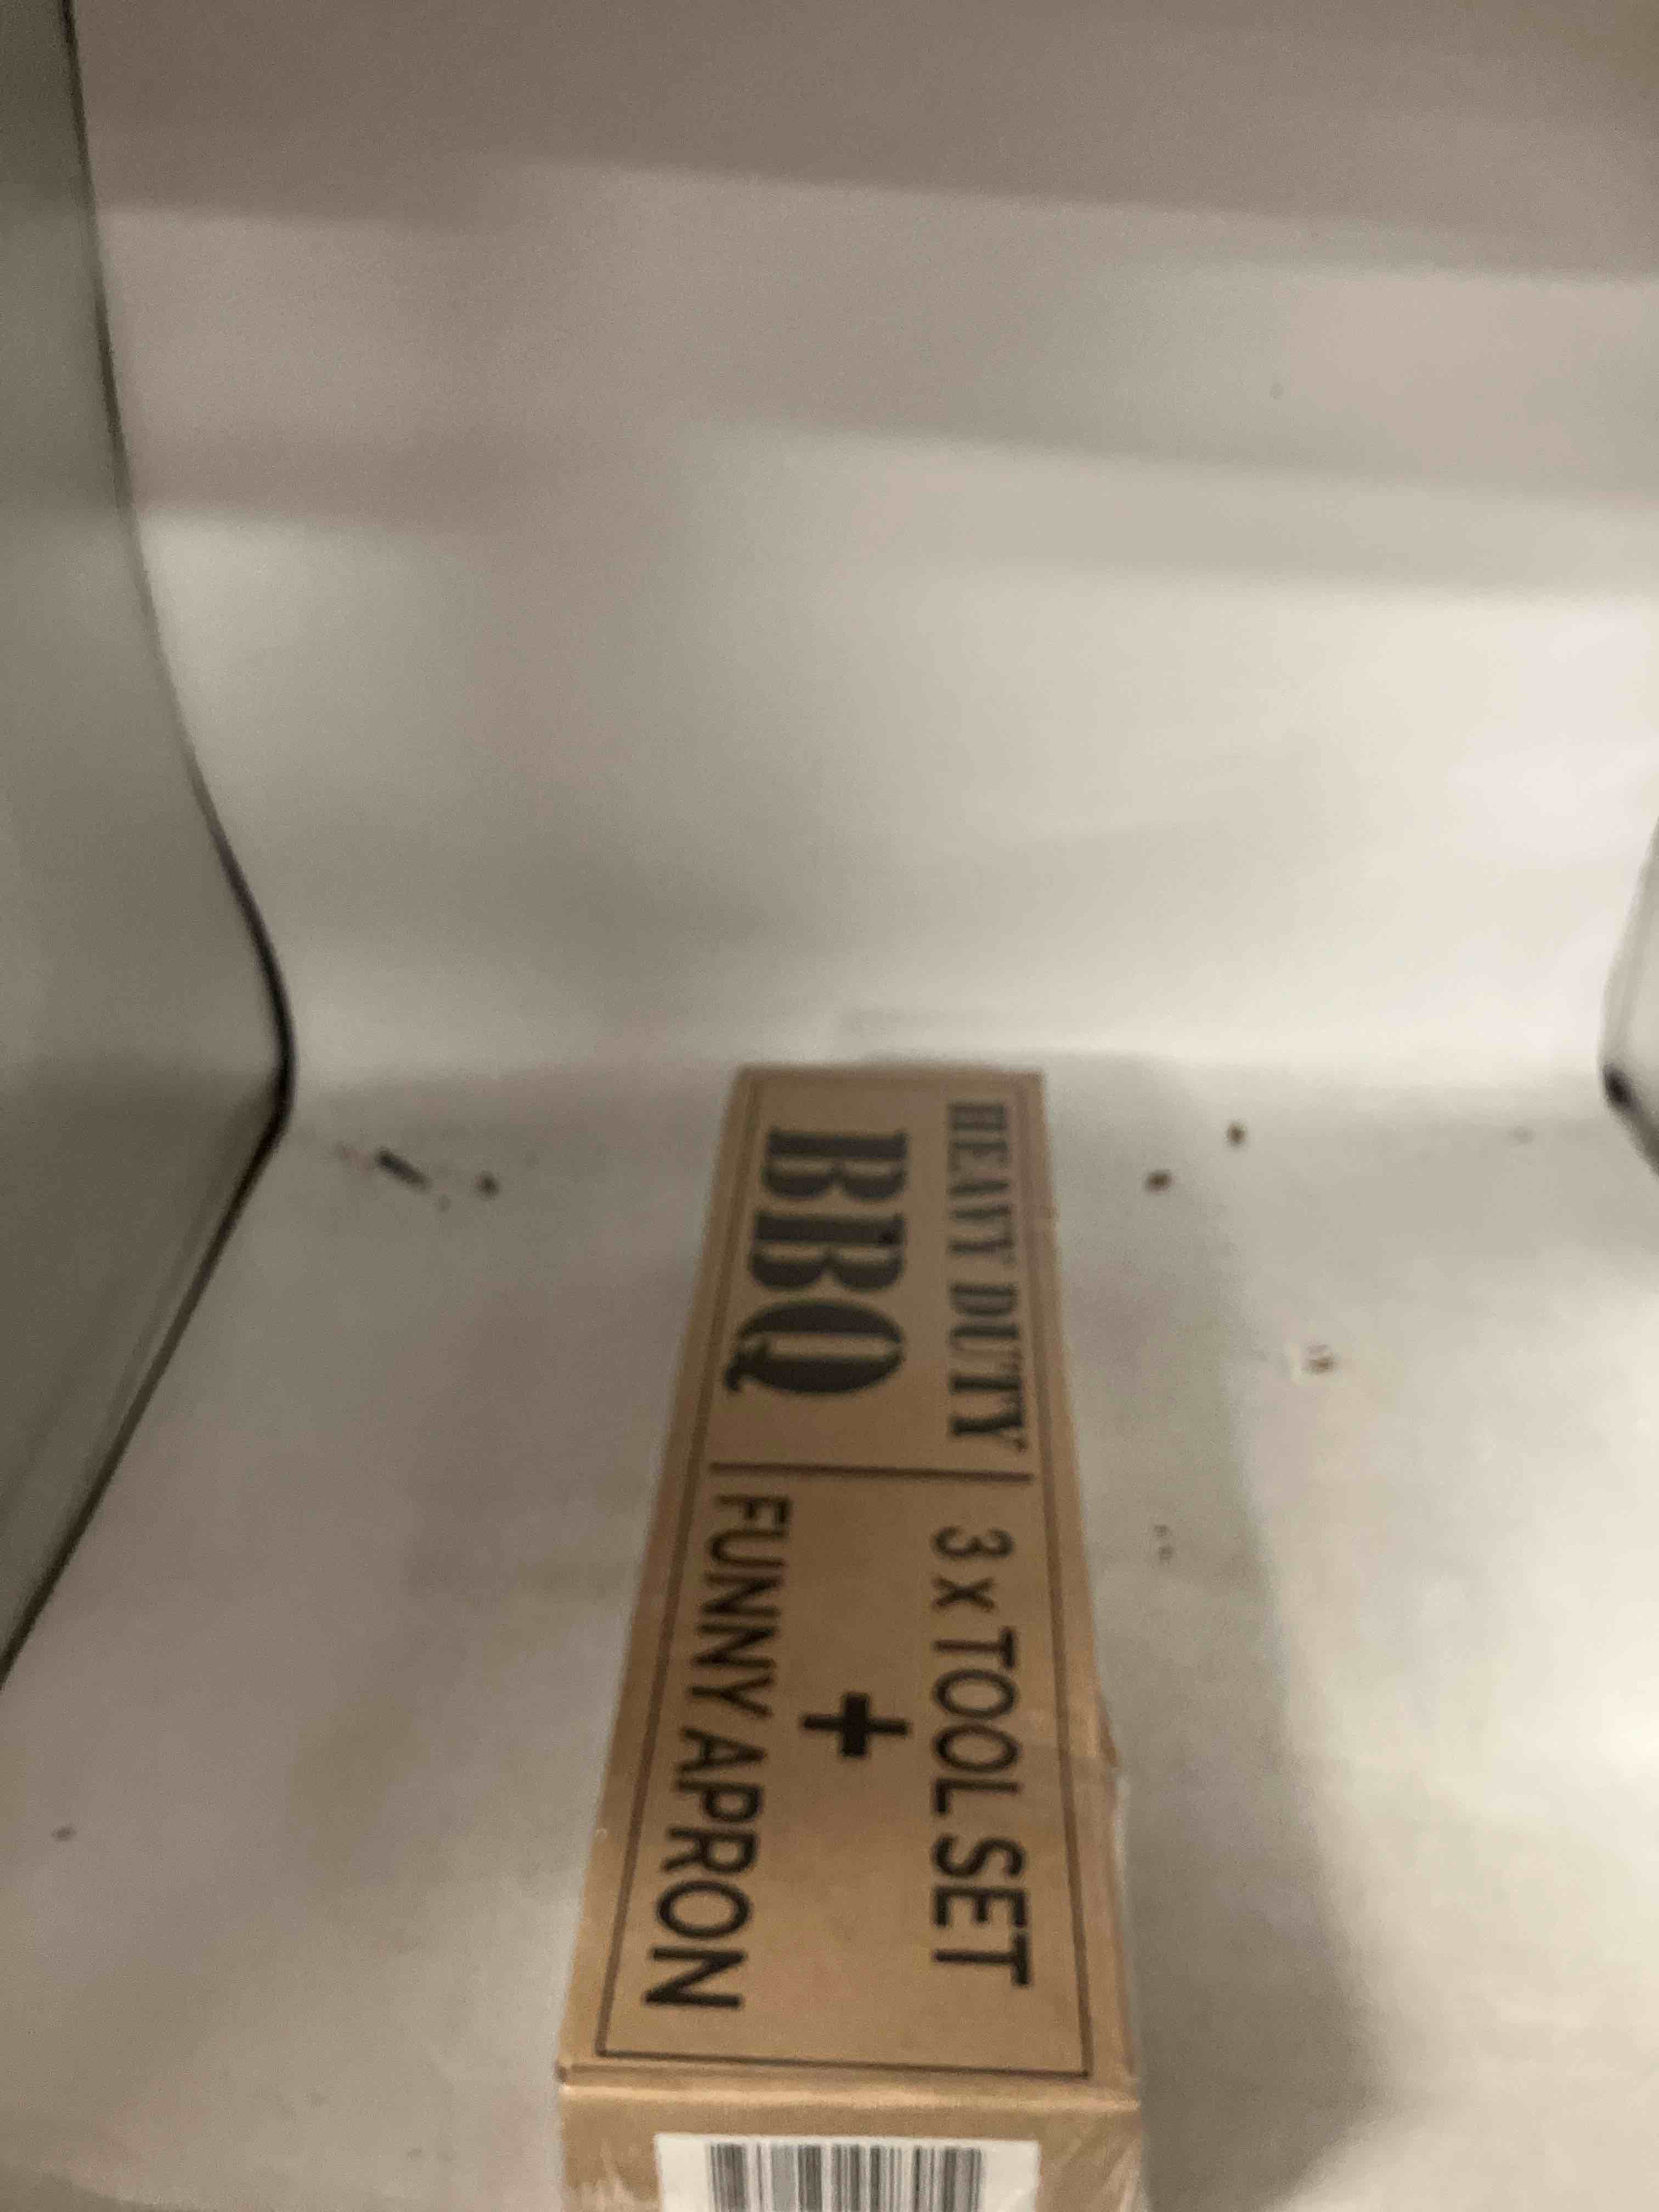 HEAVY DUTY
BBQ
3 X TOOL SET
+
FUNNY APRON